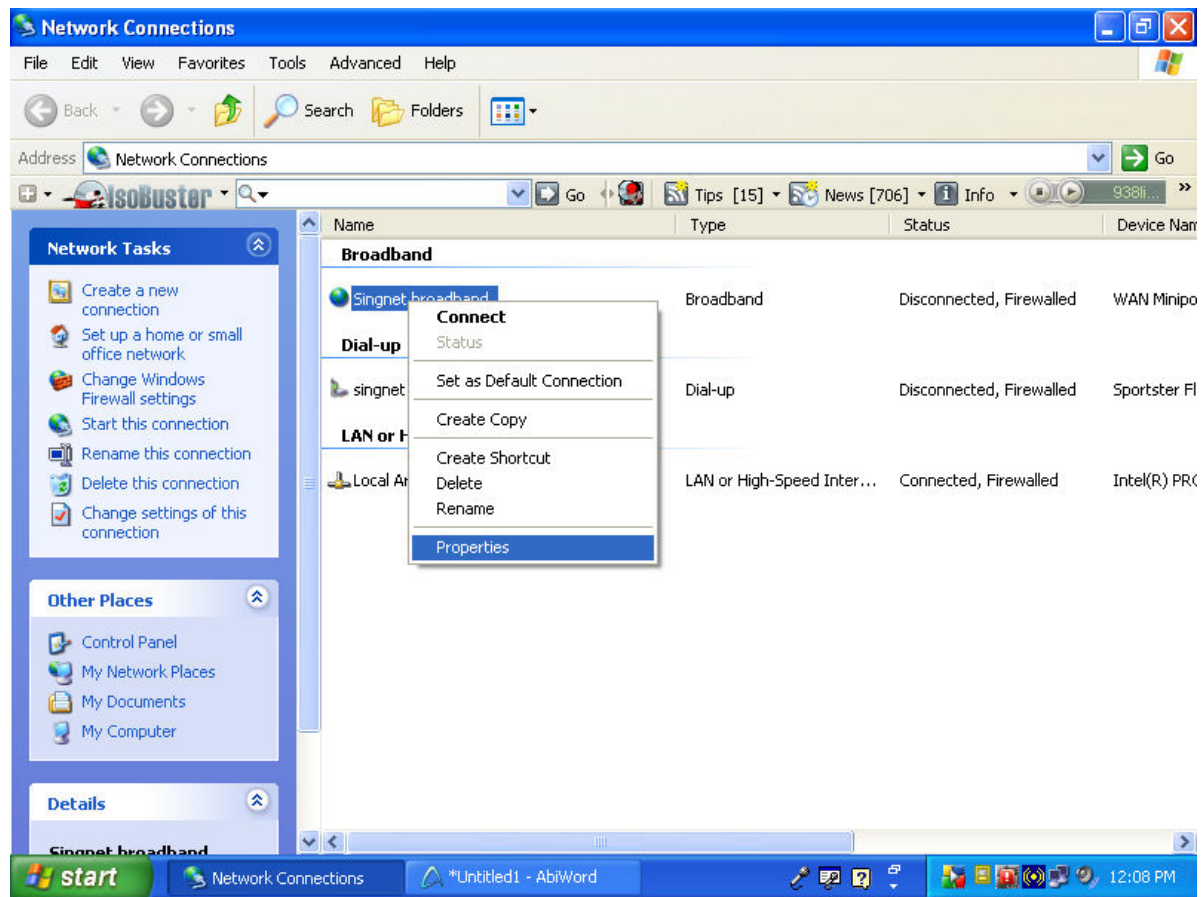 Network Connections
File Edit View Favorites Tools Advanced Help
Back Search Folders
Address Network Connections Go
IsoBuster Go Tips [15] News [706] Info 938li... »
Name Type Status Device Nam
Network Tasks
Create a new
connection
Set up a home or small
office network
Change Windows
Firewall settings
Start this connection
Rename this connection
Delete this connection
Change settings of this
connection
Other Places
Control Panel
My Network Places
My Documents
My Computer
Details
Singnet broadband
Broadband
Singnet broadband Broadband Disconnected, Firewalled WAN Minipo
Dial-up
singnet Dial-up Disconnected, Firewalled Sportster Fl
LAN or H
Local Ar LAN or High-Speed Inter... Connected, Firewalled Intel(R) PRO
Connect
Status
Set as Default Connection
Create Copy
Create Shortcut
Delete
Rename
Properties
start Network Connections *Untitled1 - AbiWord 12:08 PM